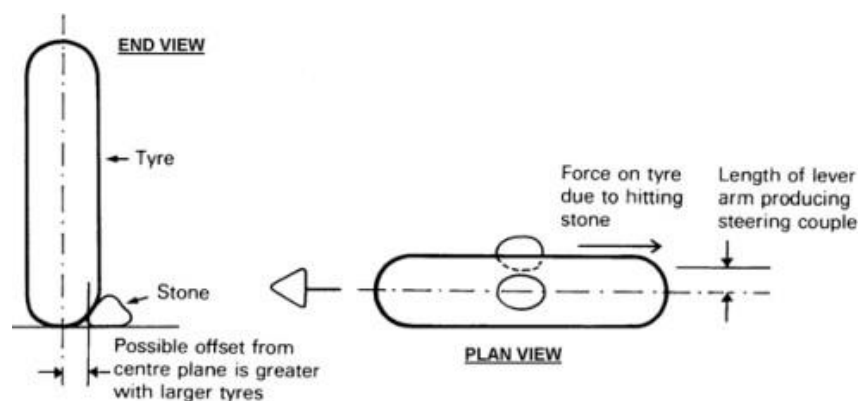 END VIEW
Tyre
Stone
Possible offset from
centre plane is greater
with larger tyres
Force on tyre
due to hitting
stone
Length of lever
arm producing
steering couple
PLAN VIEW